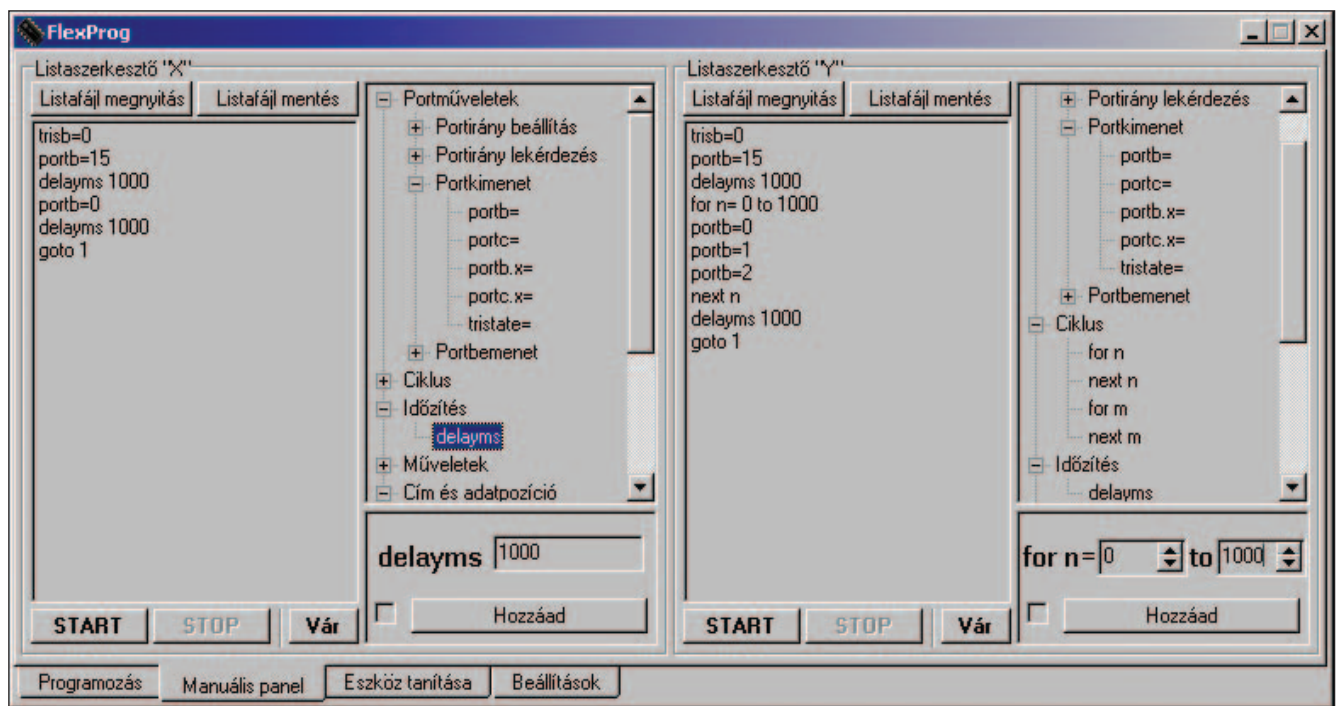 FlexProg
Listaszerkesztő "X"
Listafájl megnyitás
Listafájl mentés
trisb=0
portb=15
delayms 1000
portb=0
delayms 1000
goto 1
Portműveletek
Portirány beállítás
Portirány lekérdezés
Portkimenet
portb=
portc=
portb.x=
portc.x=
tristate=
Portbemenet
Ciklus
Időzítés
delayms
Műveletek
Cím és adatpozíció
delayms 1000
Hozzáad
START
STOP
Vár
Listaszerkesztő "Y"
Listafájl megnyitás
Listafájl mentés
trisb=0
portb=15
delayms 1000
for n= 0 to 1000
portb=0
portb=1
portb=2
next n
delayms 1000
goto 1
Portirány lekérdezés
Portkimenet
portb=
portc=
portb.x=
portc.x=
tristate=
Portbemenet
Ciklus
for n
next n
for m
next m
Időzítés
delayms
for n= 0 to 1000
Hozzáad
START
STOP
Vár
Programozás
Manuális panel
Eszköz tanítása
Beállítások